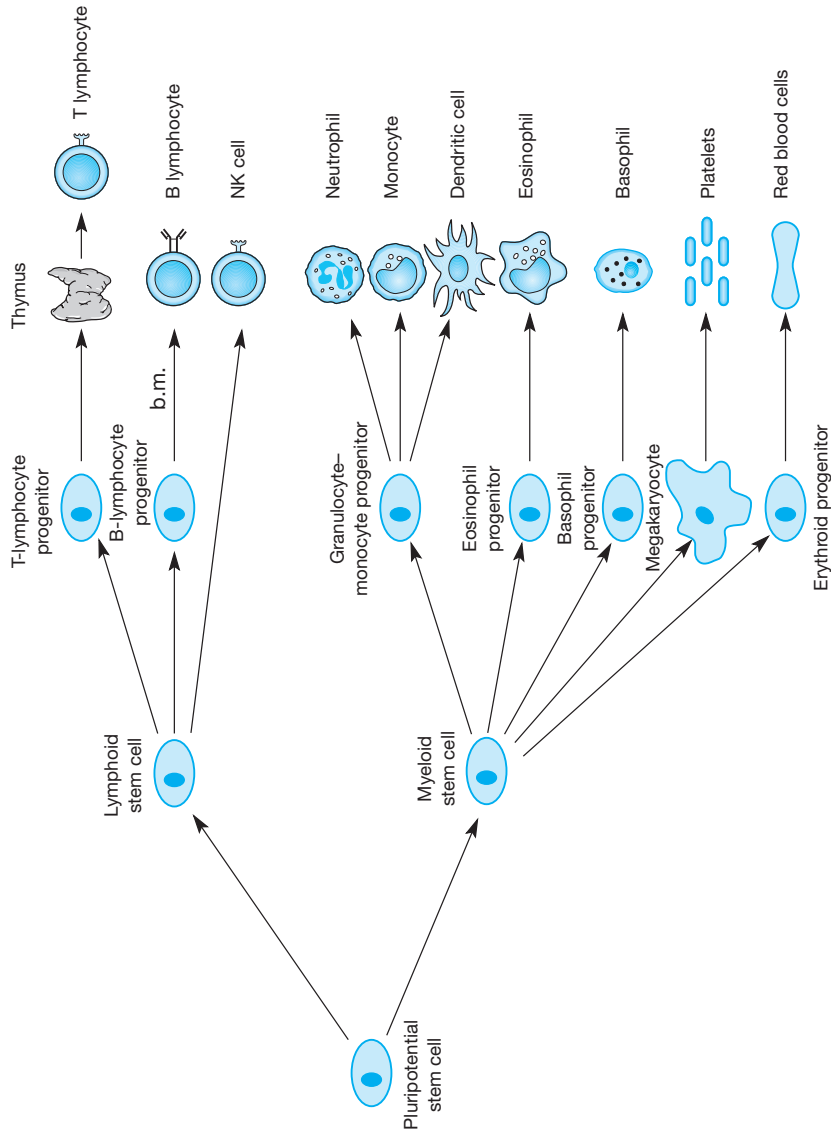 Thymus
T lymphocyte
T-lymphocyte
progenitor
B-lymphocyte
progenitor
b.m.
B lymphocyte
NK cell
Lymphoid
stem cell
Neutrophil
Monocyte
Dendritic cell
Granulocyte–
monocyte progenitor
Eosinophil
Eosinophil
progenitor
Basophil
Basophil
progenitor
Myeloid
stem cell
Megakaryocyte
Platelets
Red blood cells
Erythroid progenitor
Pluripotential
stem cell